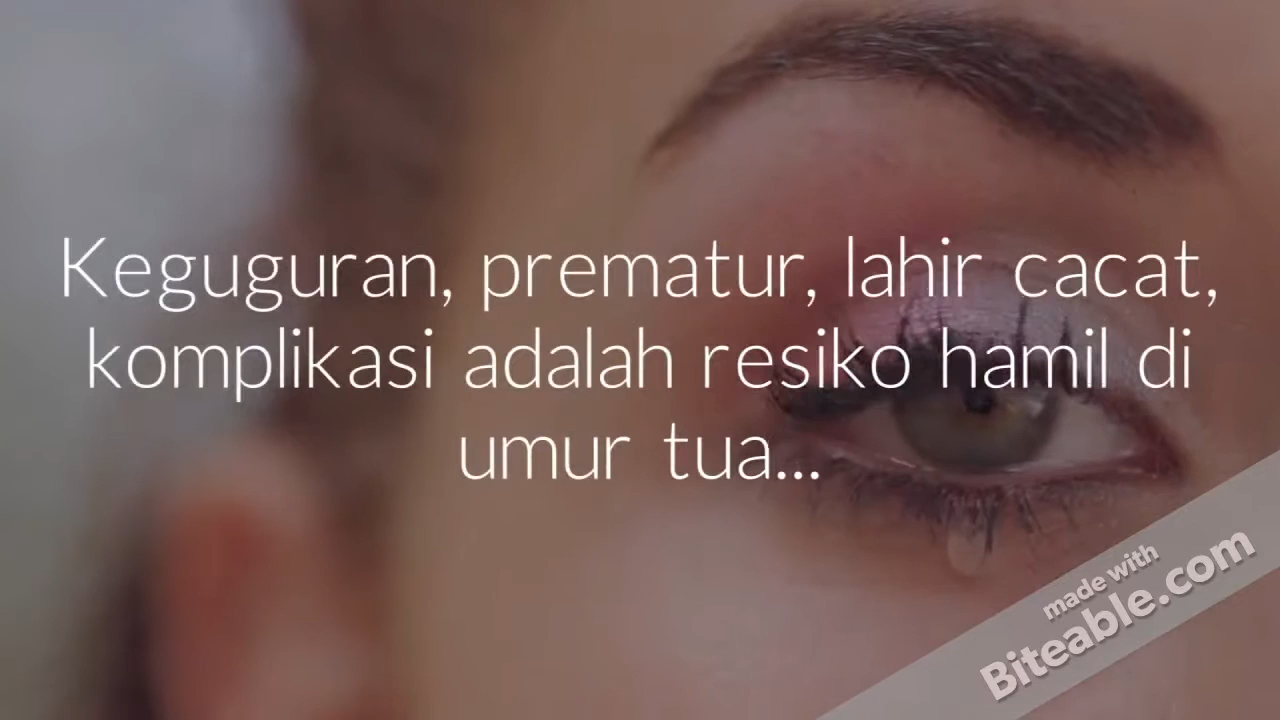 Keguguran, prematur, lahir cacat,
komplikasi adalah resiko hamil di
umur tua...
made with
Biteable.com